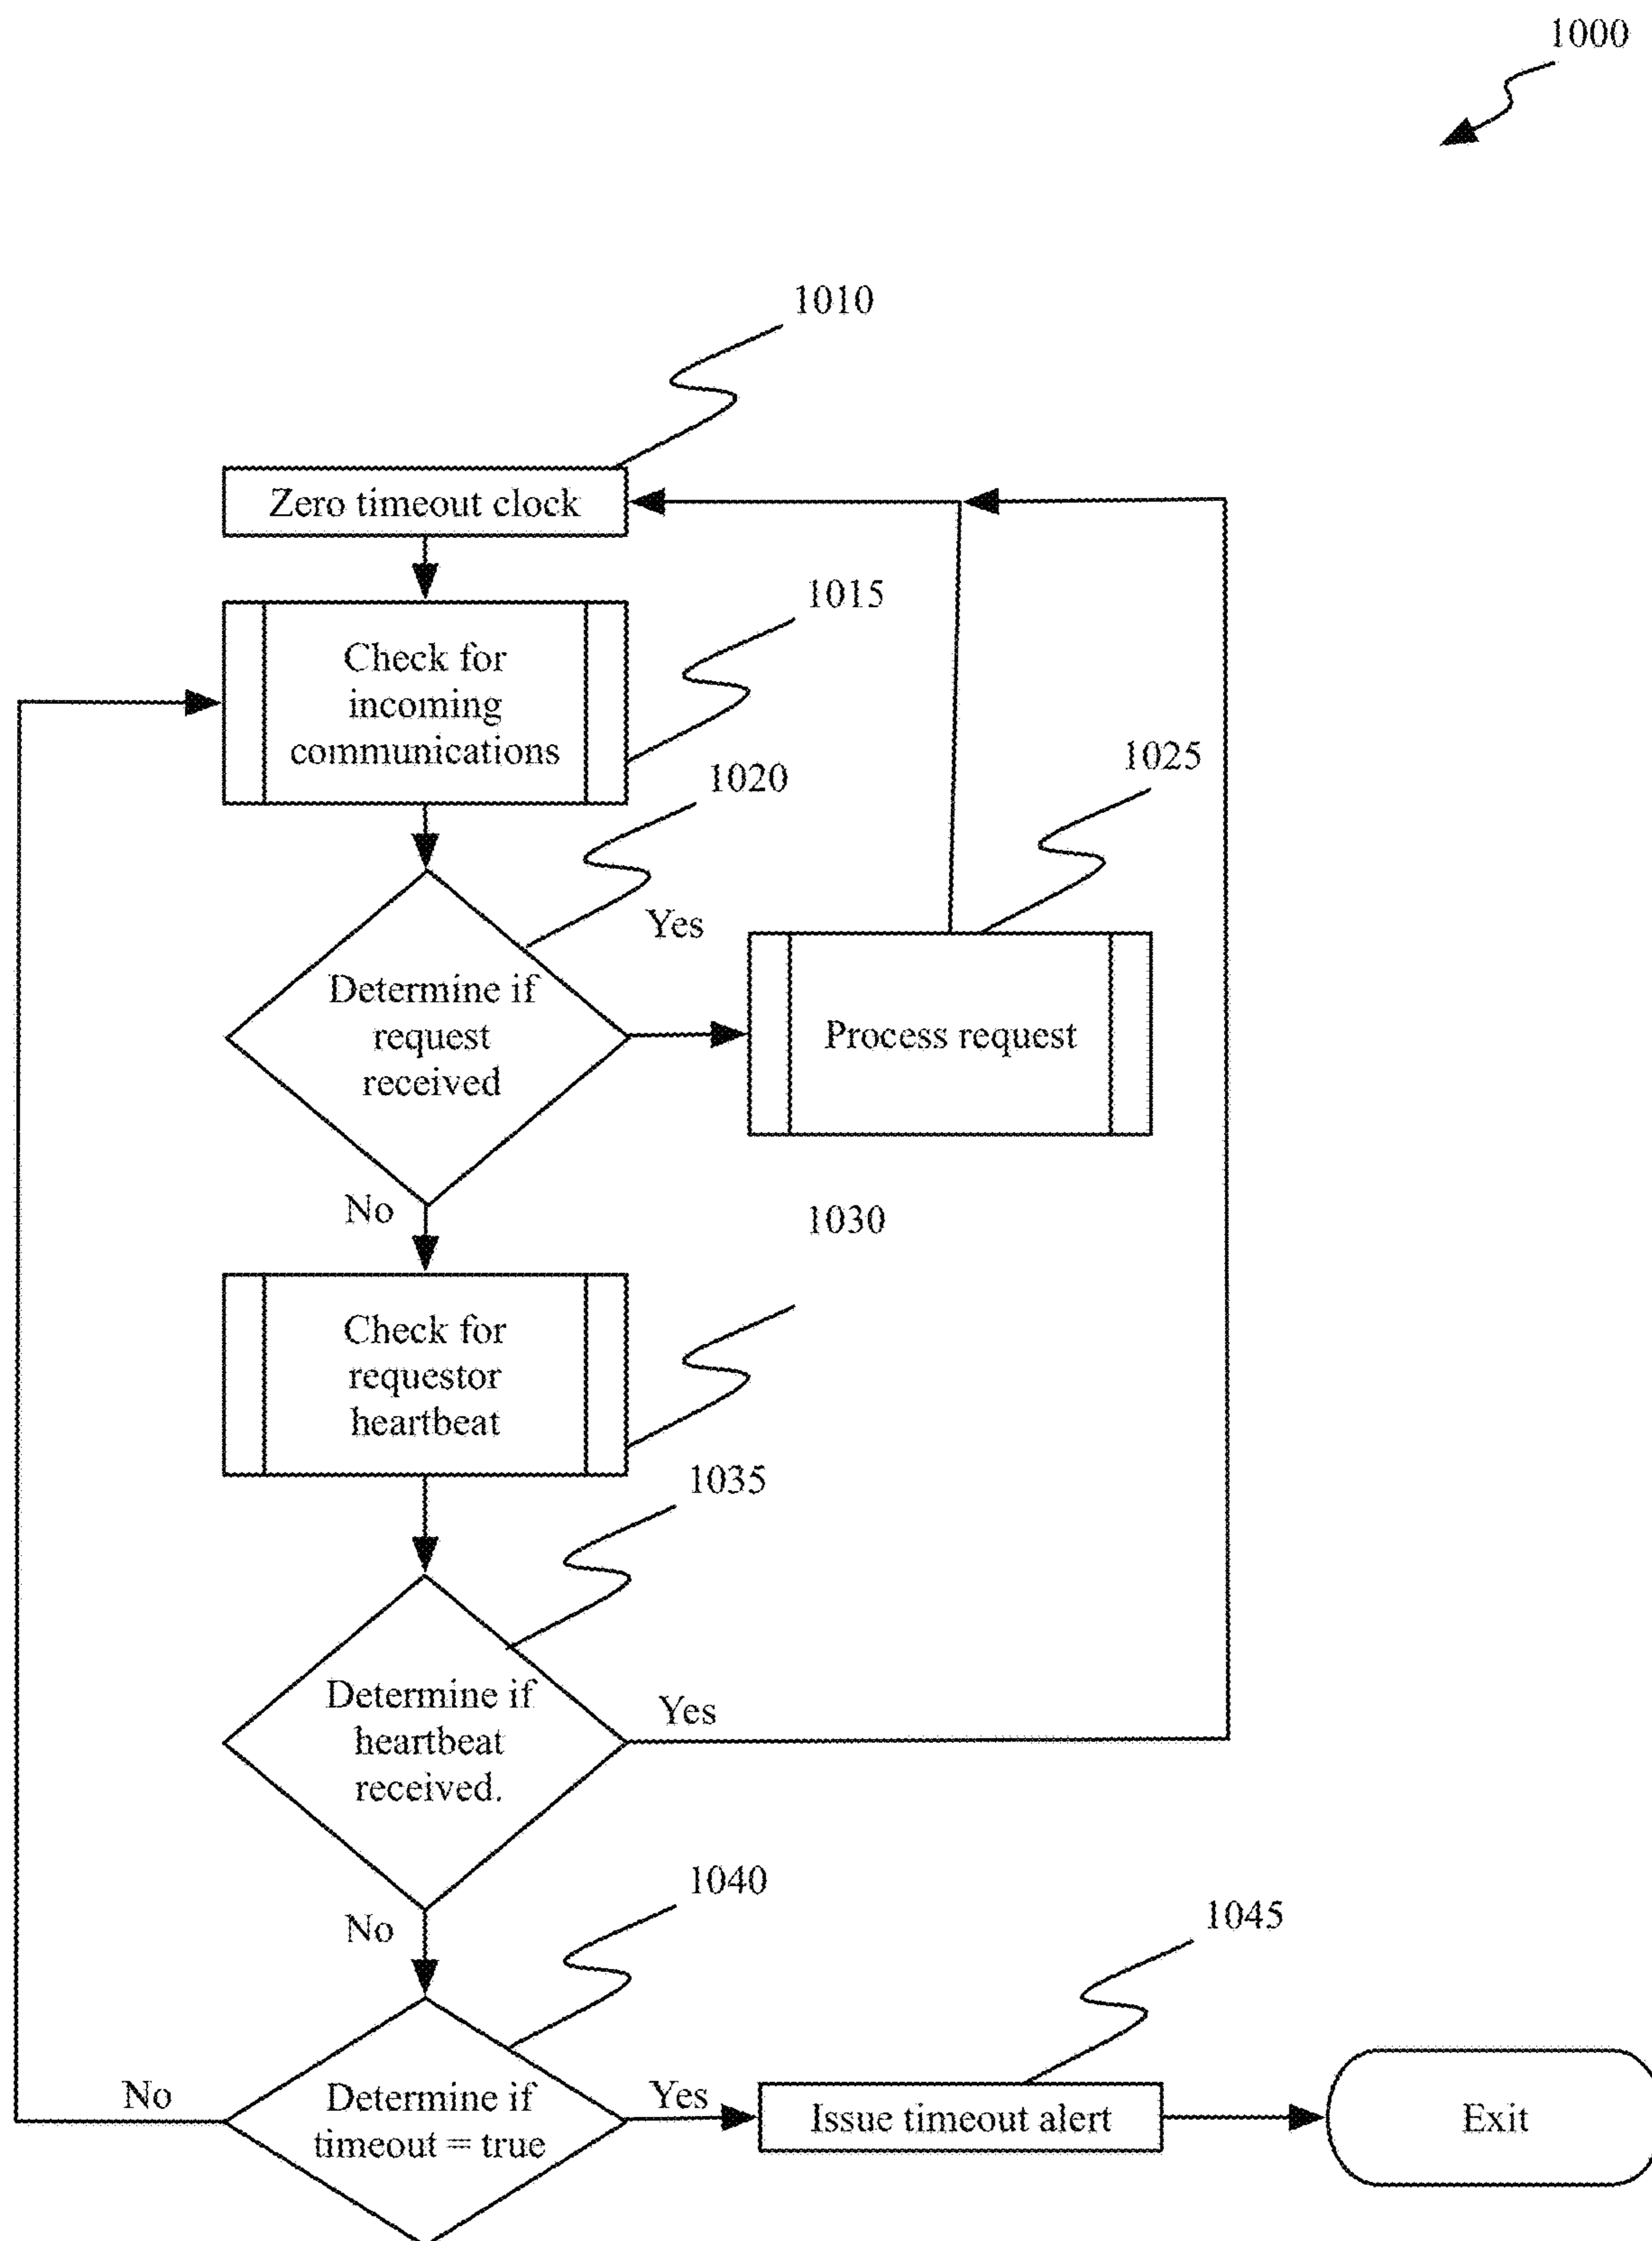 1000
1010
Zero timeout clock
1015
Check for
incoming
communications
1020
1025
Yes
Determine if
request
received
Process request
No
1030
Check for
requestor
heartbeat
1035
Determine if
heartbeat
received.
Yes
1040
No
1045
No
Determine if
timeout = true
Yes
Issue timeout alert
Exit